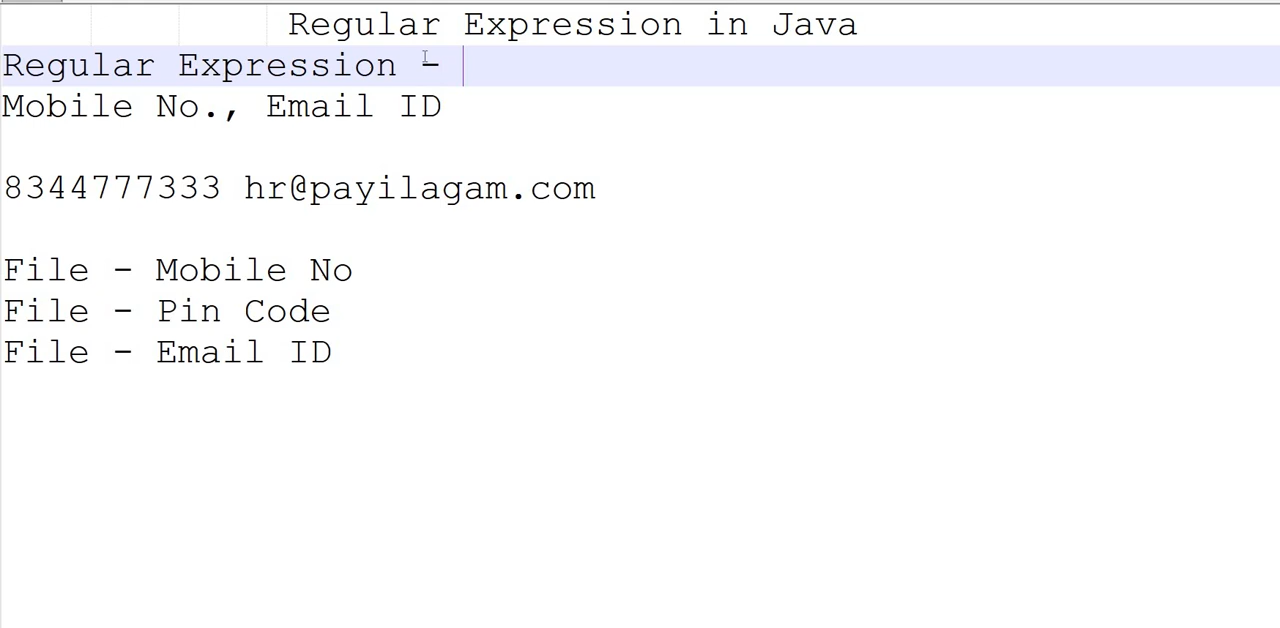 Regular Expression in Java
Regular Expression -
Mobile No., Email ID
8344777333 hr@payilagam.com
File - Mobile No
File - Pin Code
File - Email ID